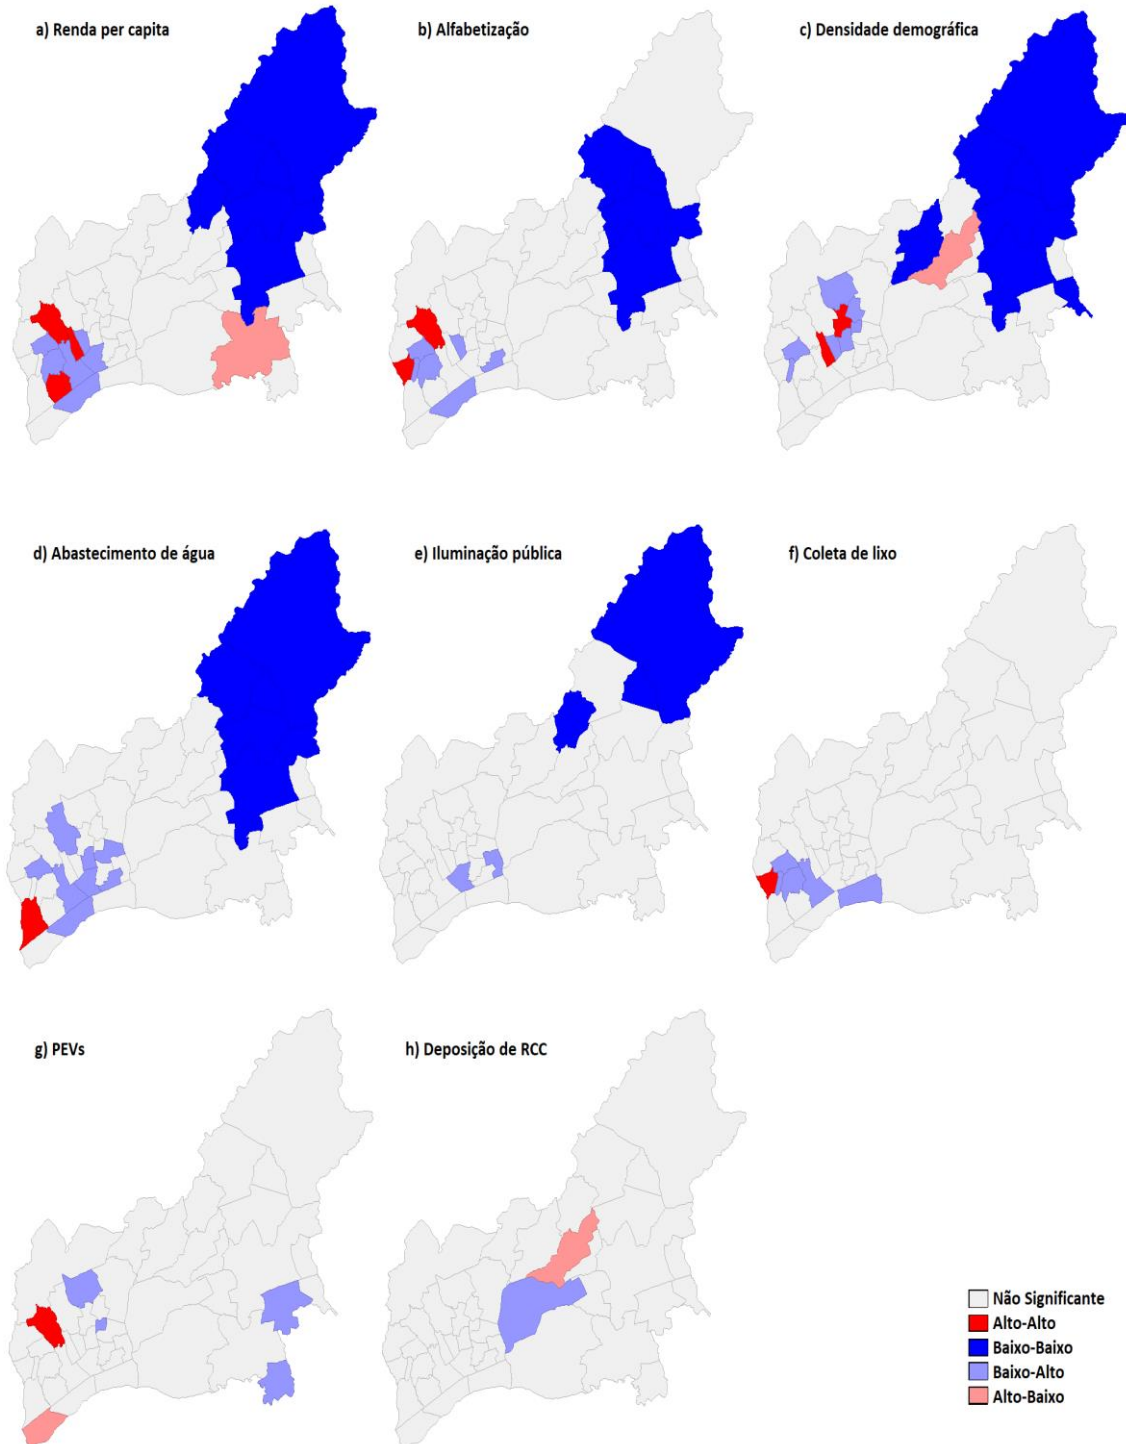 a) Renda per capita
b) Alfabetização
c) Densidade demográfica
d) Abastecimento de água
e) Iluminação pública
f) Coleta de lixo
g) PEVs
h) Deposição de RCC
Não Significante
Alto-Alto
Baixo-Baixo
Baixo-Alto
Alto-Baixo